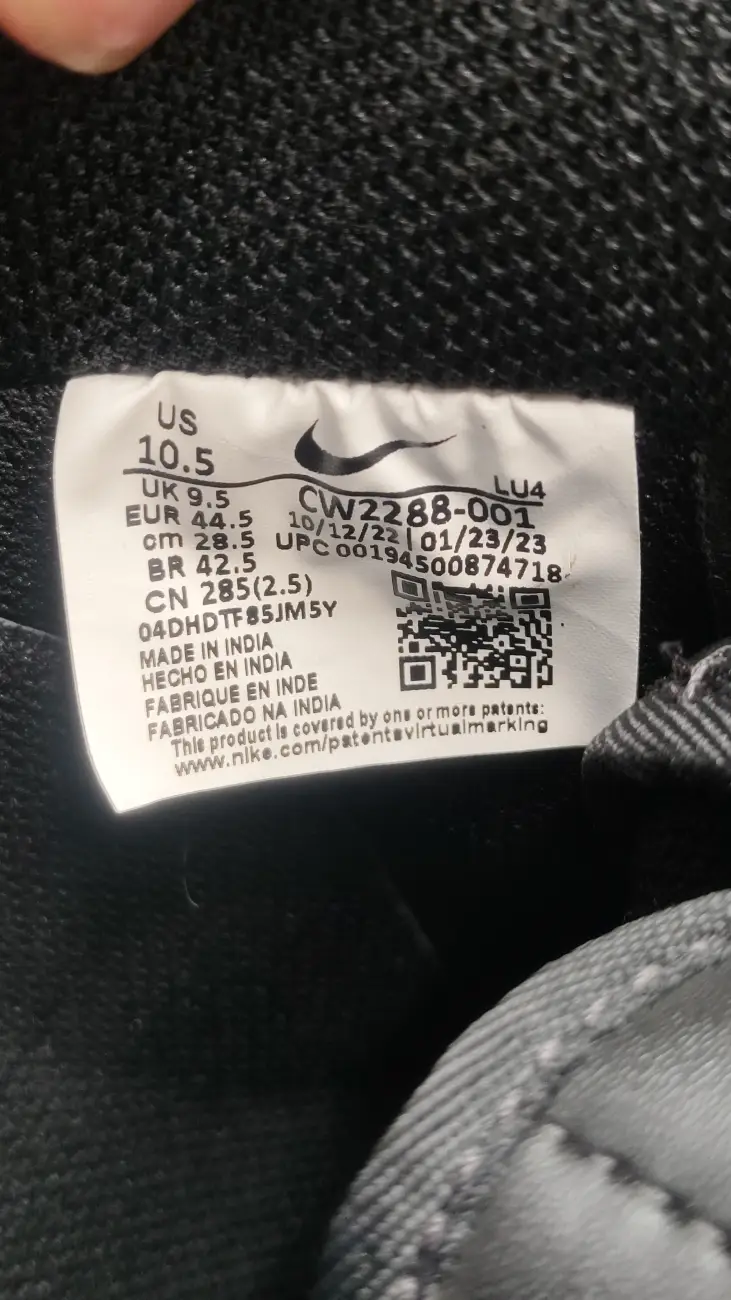 US
10.5
UK 9.5
EUR 44.5
cm 28.5
BR 42.5
CN 285(2.5)
04DHDTF85JM5Y
MADE IN INDIA
HECHO EN INDIA
FABRIQUE EN INDE
FABRICADO NA INDIA
LU4
CW2288-001
10/12/22 | 01/23/23
UPC 00194500874718
This product is covered by one or more patents:
www.nike.com/patentsvirtualmarking